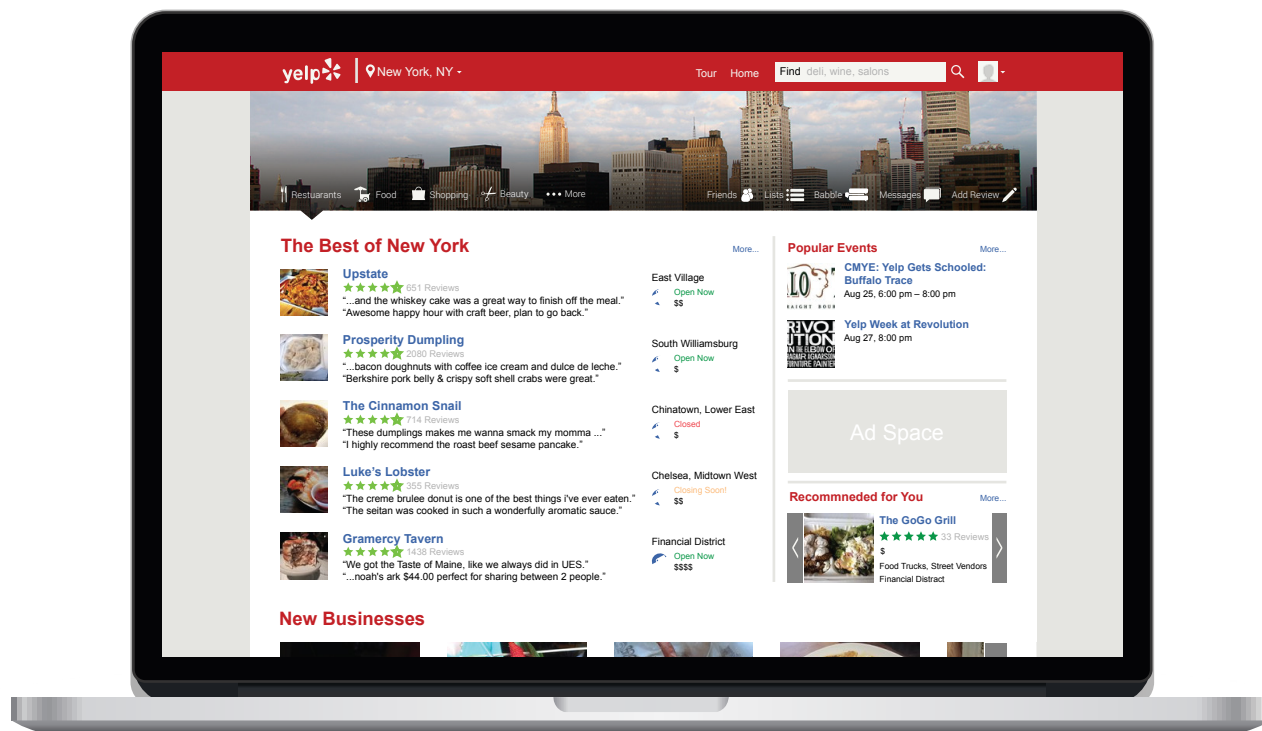 yelp
New York, NY
Tour Home Find deli, wine, salons
Restuarants Food Shopping Beauty More Friends Lists Babble Messages Add Review
The Best of New York
More...
Upstate
651 Reviews
“...and the whiskey cake was a great way to finish off the meal.”
“Awesome happy hour with craft beer, plan to go back.”
East Village
Open Now
$$
Prosperity Dumpling
2080 Reviews
“...bacon doughnuts with coffee ice cream and dulce de leche.”
“Berkshire pork belly & crispy soft shell crabs were great.”
South Williamsburg
Open Now
$
The Cinnamon Snail
714 Reviews
“These dumplings makes me wanna smack my momma ...”
“I highly recommend the roast beef sesame pancake.”
Chinatown, Lower East
Closed
$
Luke’s Lobster
355 Reviews
“The creme brulee donut is one of the best things i've ever eaten.”
“The seitan was cooked in such a wonderfully aromatic sauce.”
Chelsea, Midtown West
Closing Soon!
$$
Gramercy Tavern
1438 Reviews
“We got the Taste of Maine, like we always did in UES.”
“...noah's ark $44.00 perfect for sharing between 2 people.”
Financial District
Open Now
$$$$
Popular Events
More...
CMYE: Yelp Gets Schooled:
Buffalo Trace
Aug 25, 6:00 pm – 8:00 pm
Yelp Week at Revolution
Aug 27, 8:00 pm
Ad Space
Recommneded for You
More...
The GoGo Grill
33 Reviews
$
Food Trucks, Street Vendors
Financial Distract
New Businesses